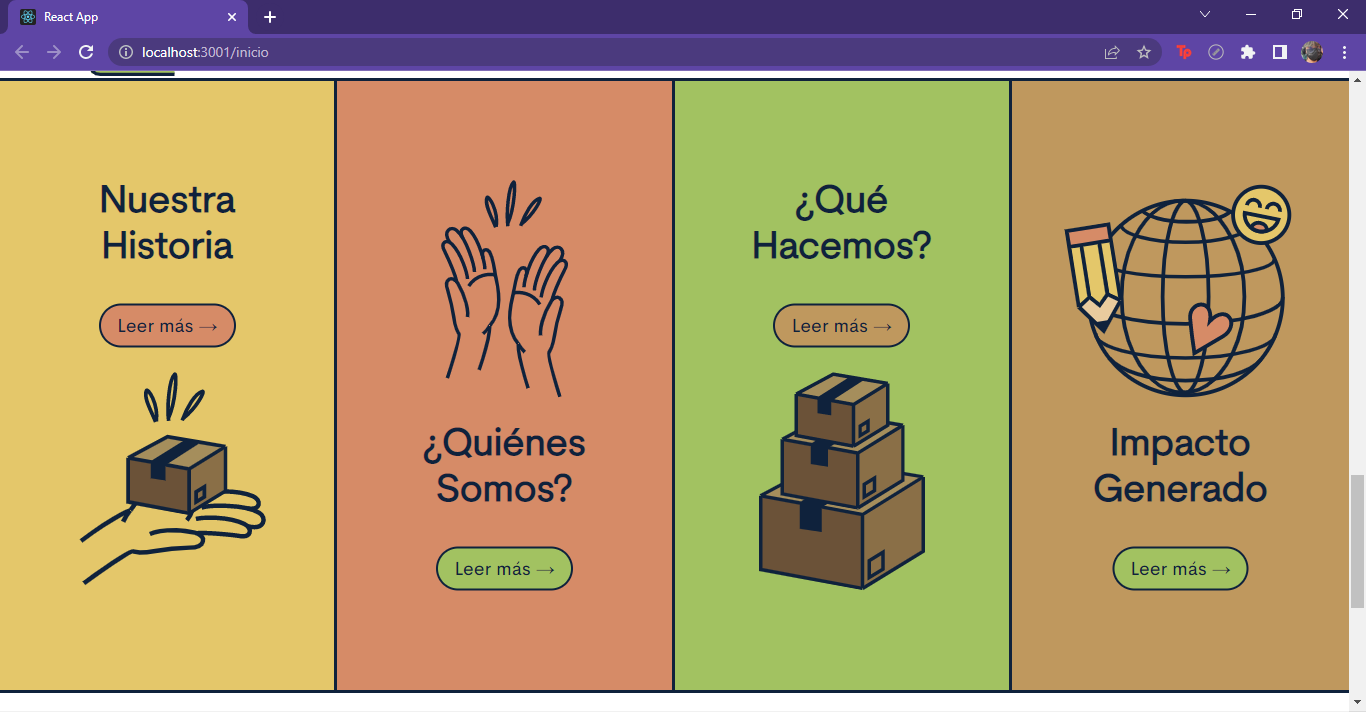 React App
localhost:3001/inicio
Tp
Nuestra
Historia
Leer más →
¿Quiénes
Somos?
Leer más →
¿Qué
Hacemos?
Leer más →
Impacto
Generado
Leer más →